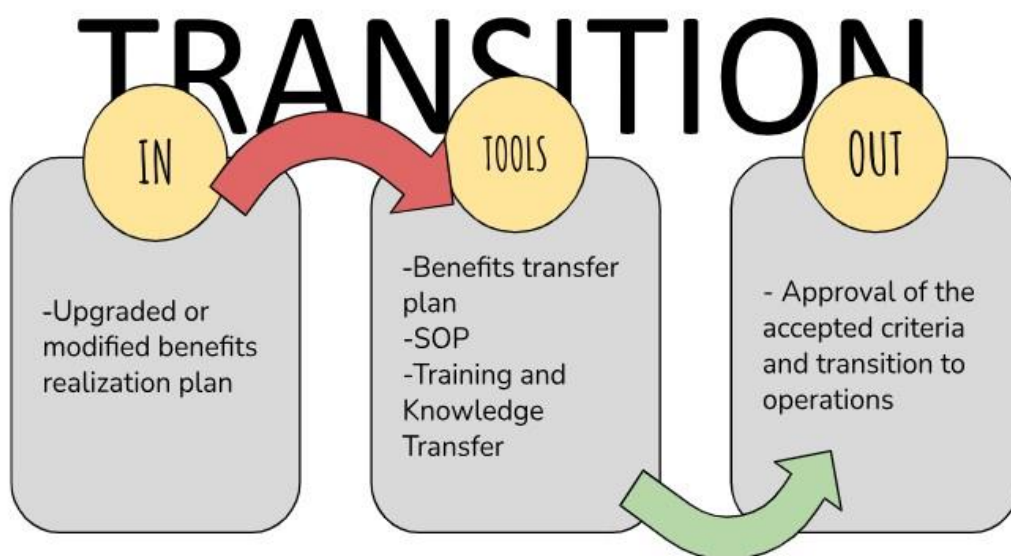 TRANSITION
IN
-Upgraded or
modified benefits
realization plan
TOOLS
-Benefits transfer
plan
-SOP
-Training and
Knowledge
Transfer
OUT
- Approval of the
accepted criteria
and transition to
operations